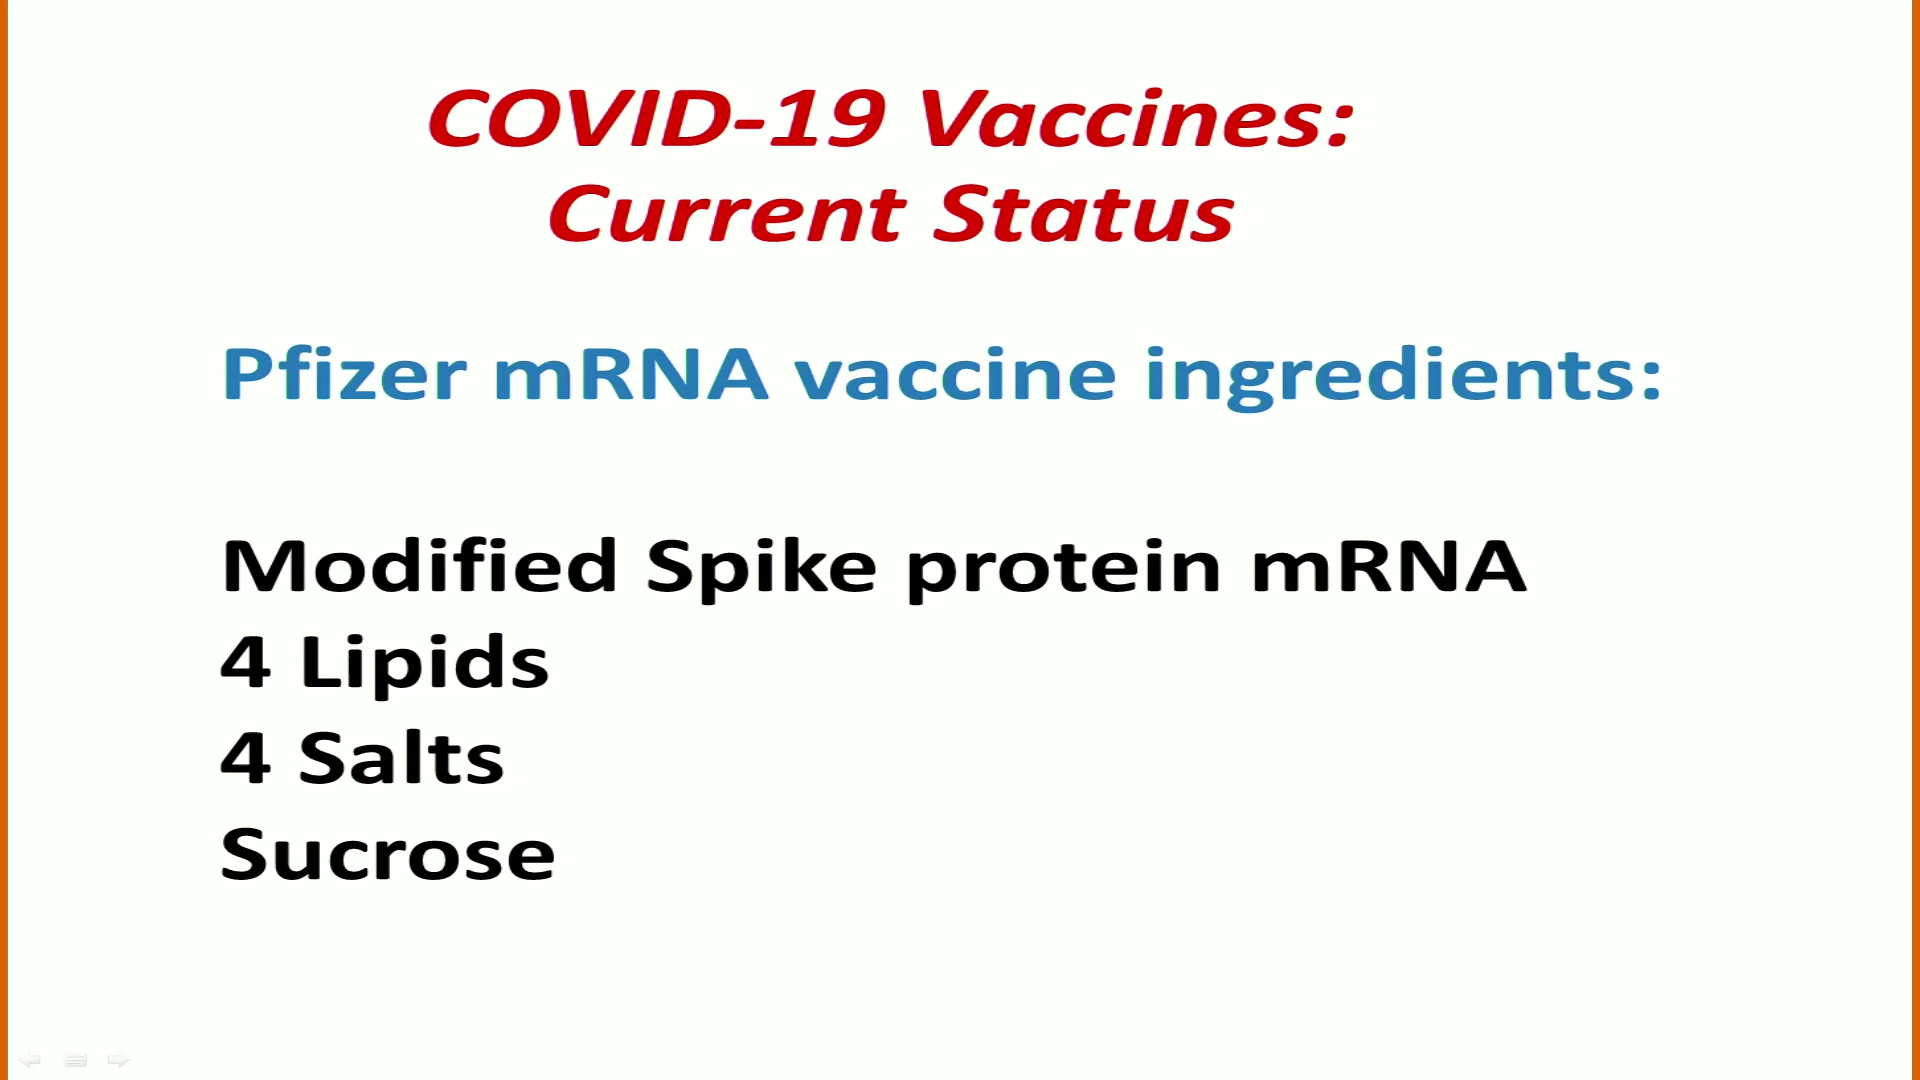 COVID-19 Vaccines:
Current Status
Pfizer mRNA vaccine ingredients:
Modified Spike protein mRNA
4 Lipids
4 Salts
Sucrose